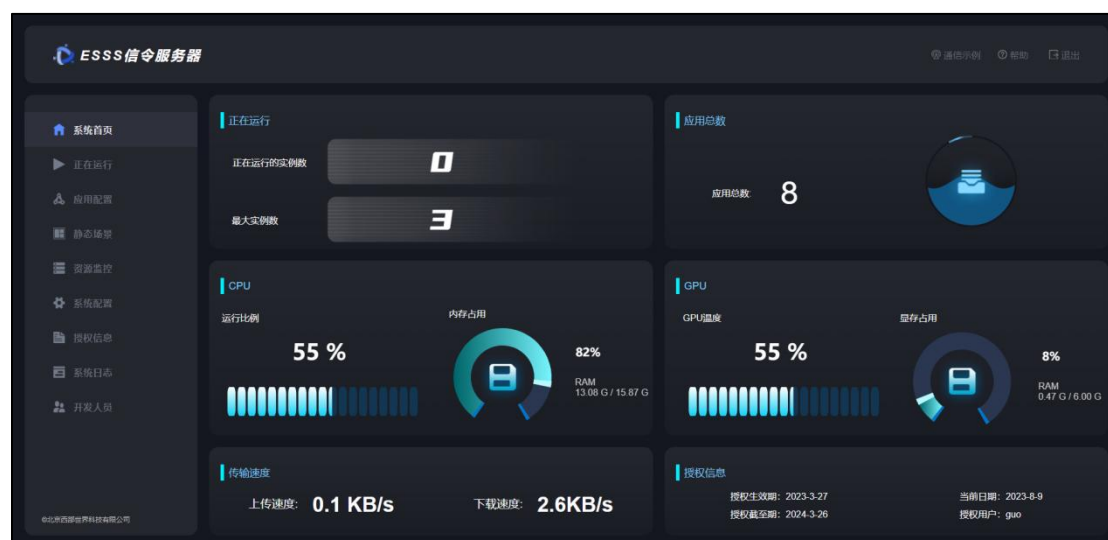 ESSS信令服务器
通信示例 帮助 退出
系统首页
正在运行
应用配置
静态场景
资源监控
系统配置
授权信息
系统日志
开发人员
©北京西部世界科技有限公司
正在运行
正在运行的实例数 0
最大实例数 3
应用总数
应用总数: 8
CPU
运行比例
55 %
内存占用
82%
RAM
13.08 G / 15.87 G
GPU
GPU温度
55 %
显存占用
8%
RAM
0.47 G / 6.00 G
传输速度
上传速度: 0.1 KB/s 下载速度: 2.6KB/s
授权信息
授权生效期: 2023-3-27 当前日期: 2023-8-9
授权截至期: 2024-3-26 授权用户: guo